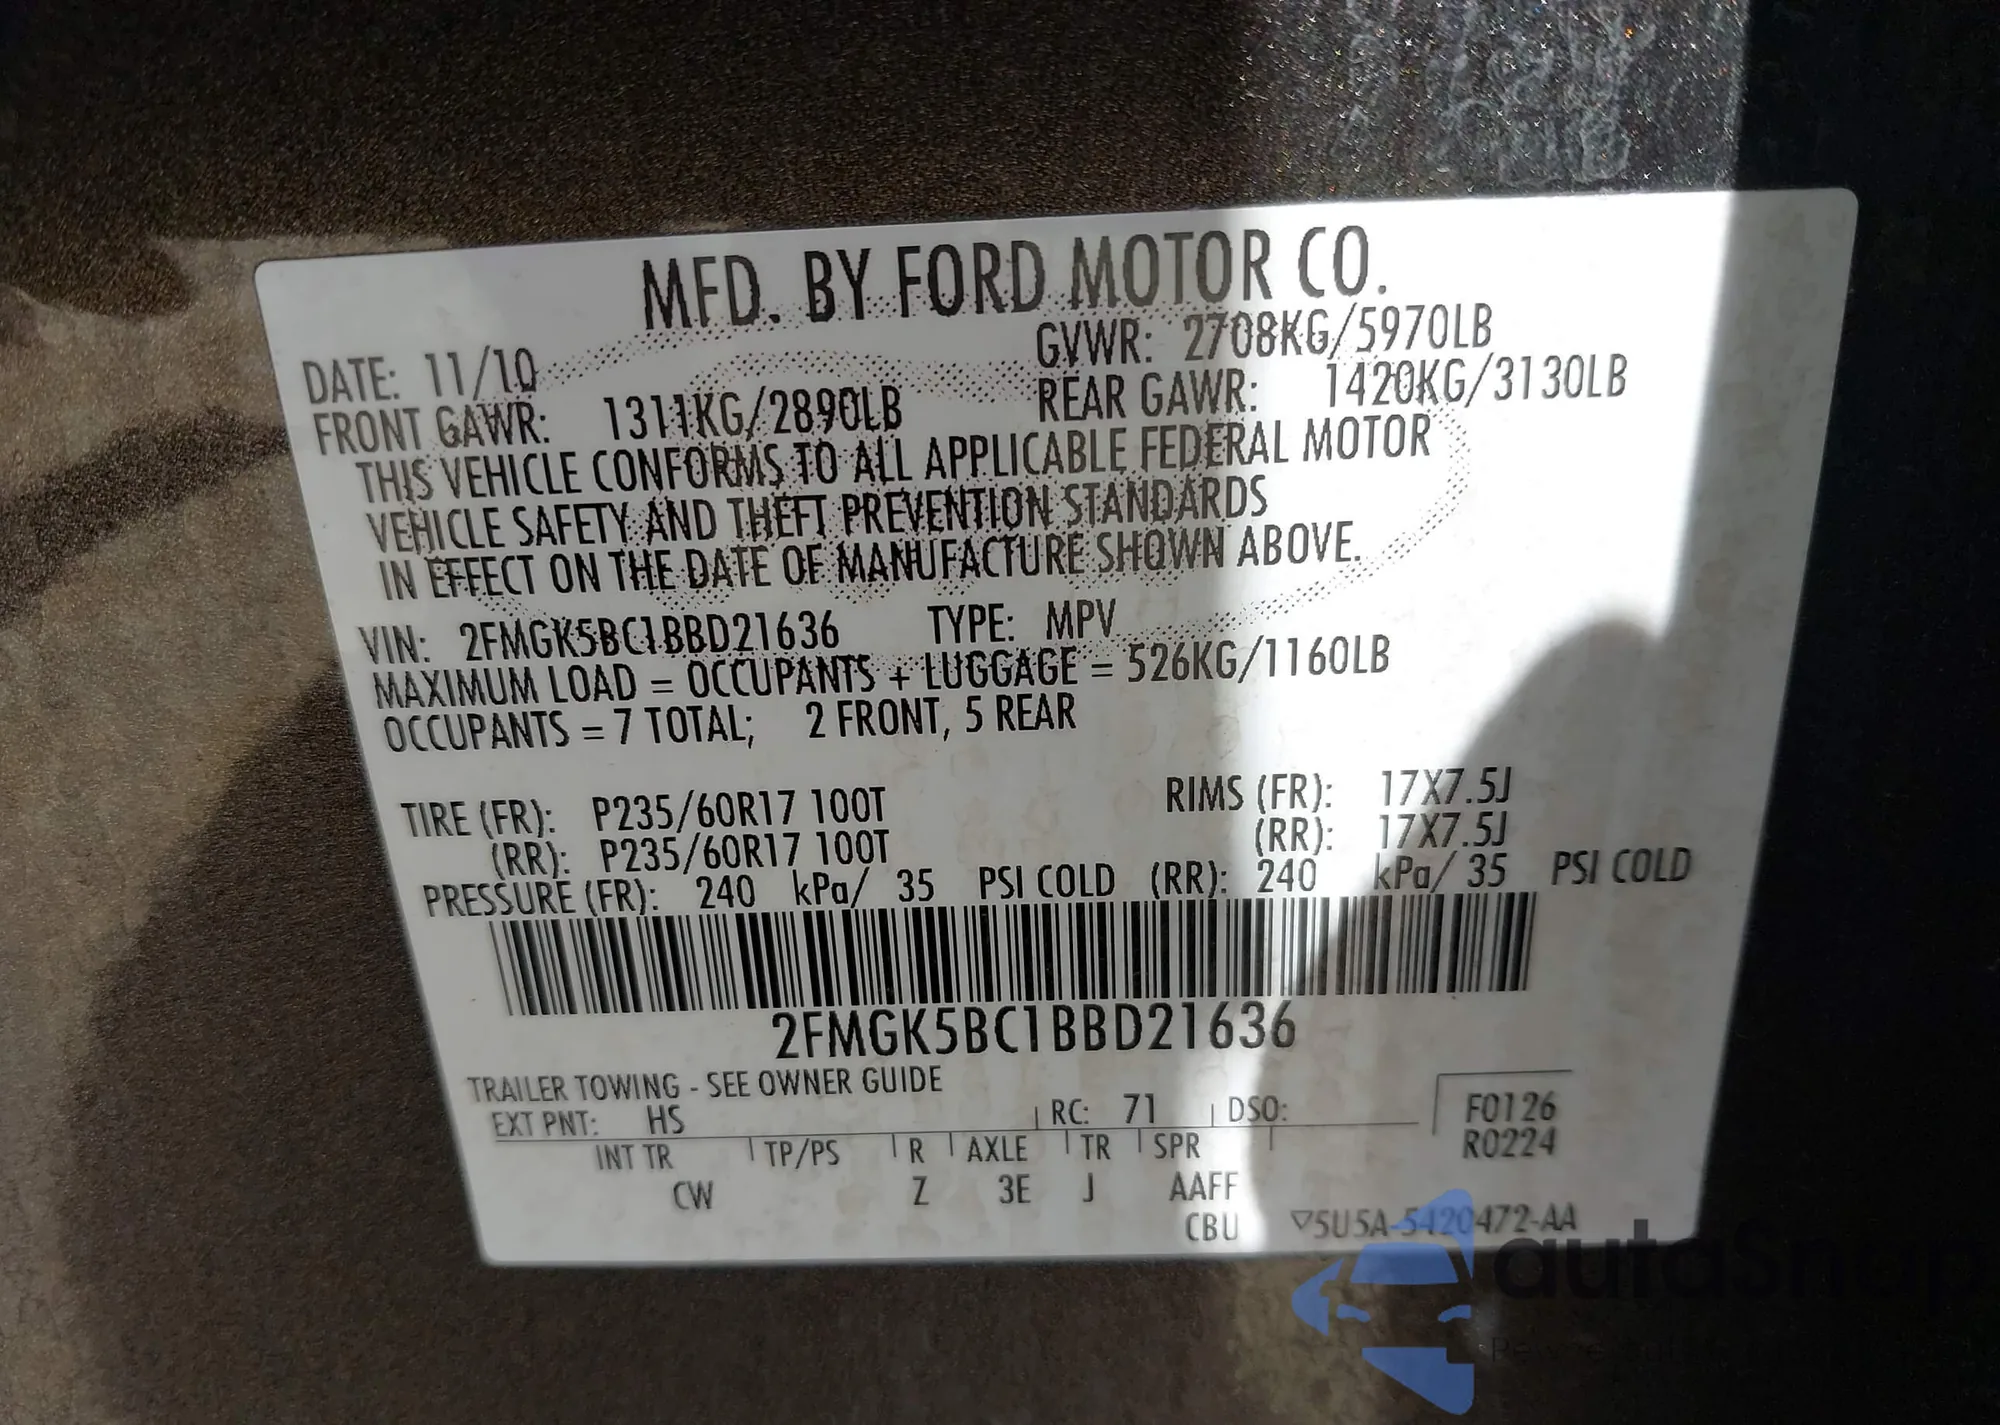 MFD. BY FORD MOTOR CO.
DATE: 11/10 GVWR: 2708KG/5970LB
FRONT GAWR: 1311KG/2890LB REAR GAWR: 1420KG/3130LB
THIS VEHICLE CONFORMS TO ALL APPLICABLE FEDERAL MOTOR
VEHICLE SAFETY AND THEFT PREVENTION STANDARDS
IN EFFECT ON THE DATE OF MANUFACTURE SHOWN ABOVE.
VIN: 2FMGK5BC1BBD21636 TYPE: MPV
MAXIMUM LOAD = OCCUPANTS + LUGGAGE = 526KG/1160LB
OCCUPANTS = 7 TOTAL; 2 FRONT, 5 REAR
TIRE (FR): P235/60R17 100T RIMS (FR): 17X7.5J
(RR): P235/60R17 100T (RR): 17X7.5J
PRESSURE (FR): 240 kPa/ 35 PSI COLD (RR): 240 kPa/ 35 PSI COLD
2FMGK5BC1BBD21636
TRAILER TOWING - SEE OWNER GUIDE
EXT PNT: HS RC: 71 DSO: F0126
R0224
INT TR TP/PS R AXLE TR SPR
CW Z 3E J AAFF
CBU ▽5U5A-5420472-AA
autoShop